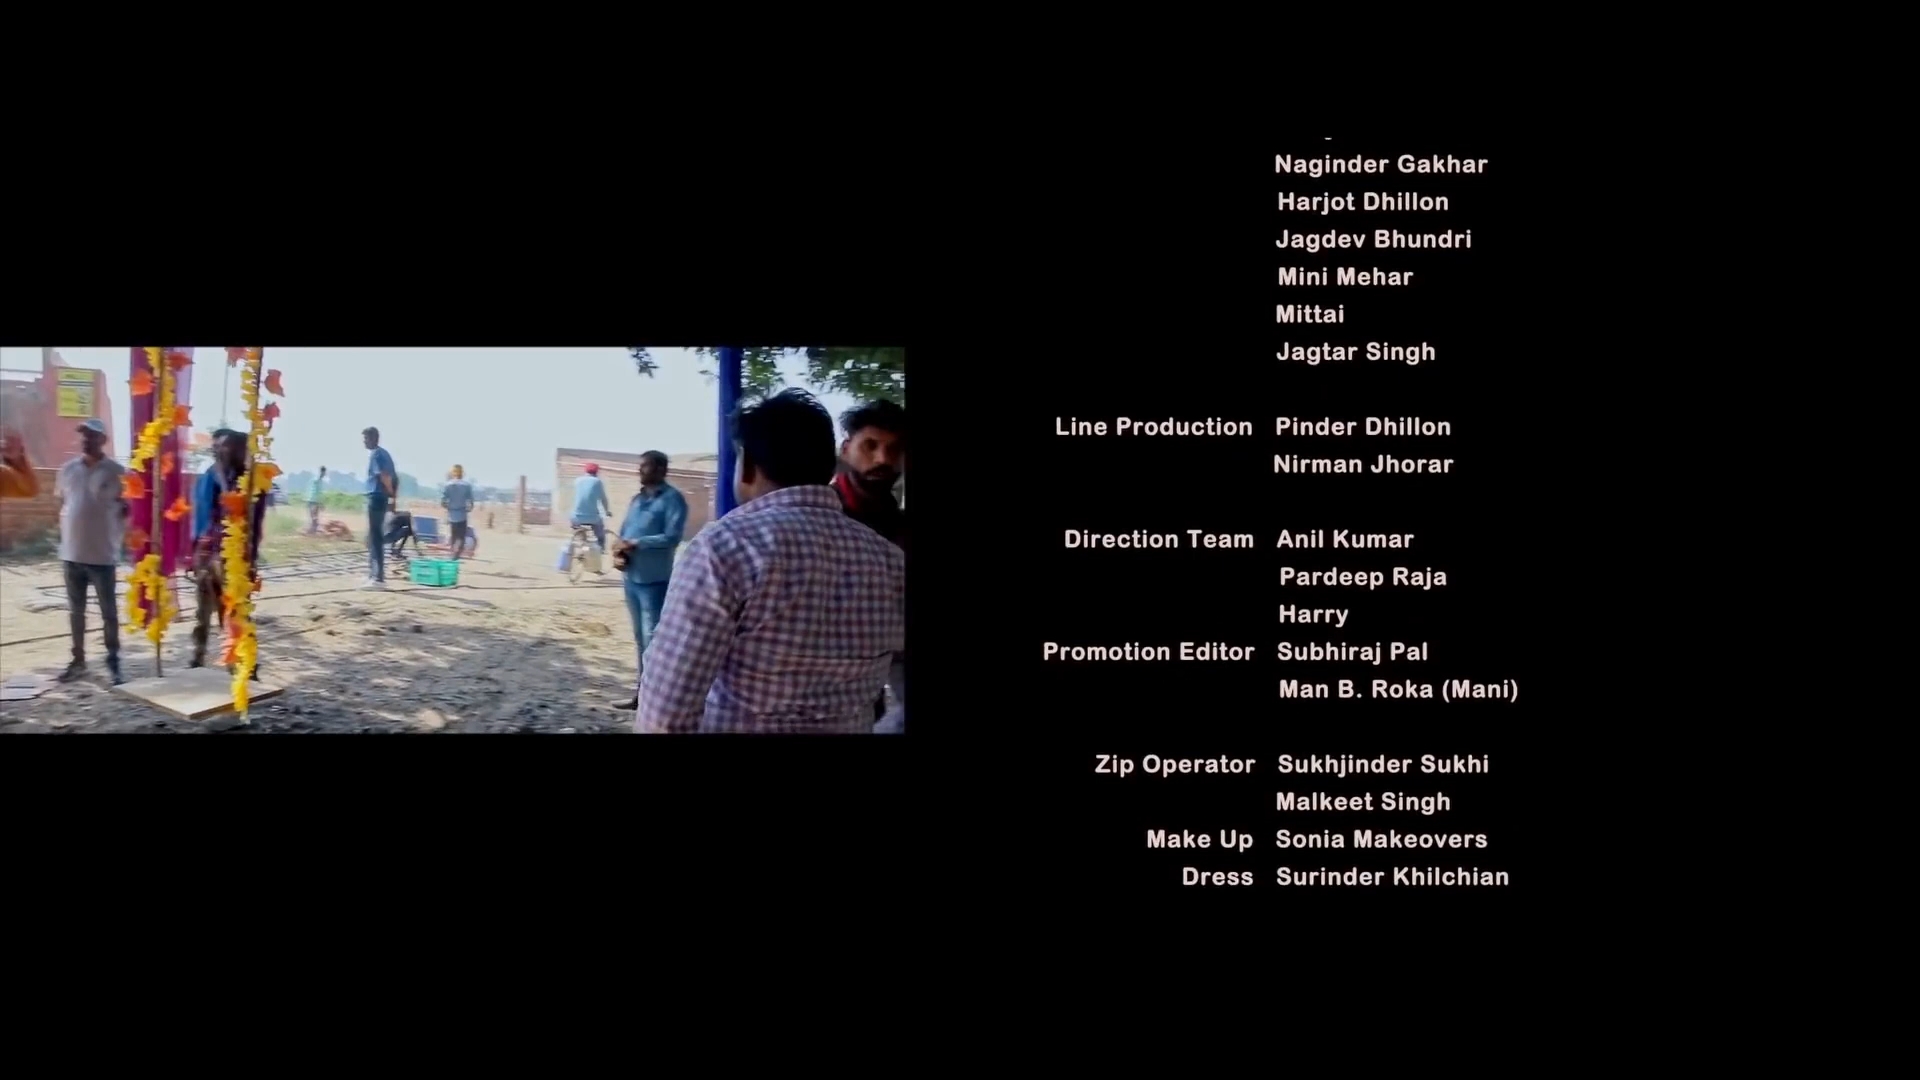 Naginder Gakhar
Harjot Dhillon
Jagdev Bhundri
Mini Mehar
Mittai
Jagtar Singh
Line Production Pinder Dhillon
Nirman Jhorar
Direction Team Anil Kumar
Pardeep Raja
Harry
Promotion Editor Subhiraj Pal
Man B. Roka (Mani)
Zip Operator Sukhjinder Sukhi
Malkeet Singh
Make Up Sonia Makeovers
Dress Surinder Khilchian